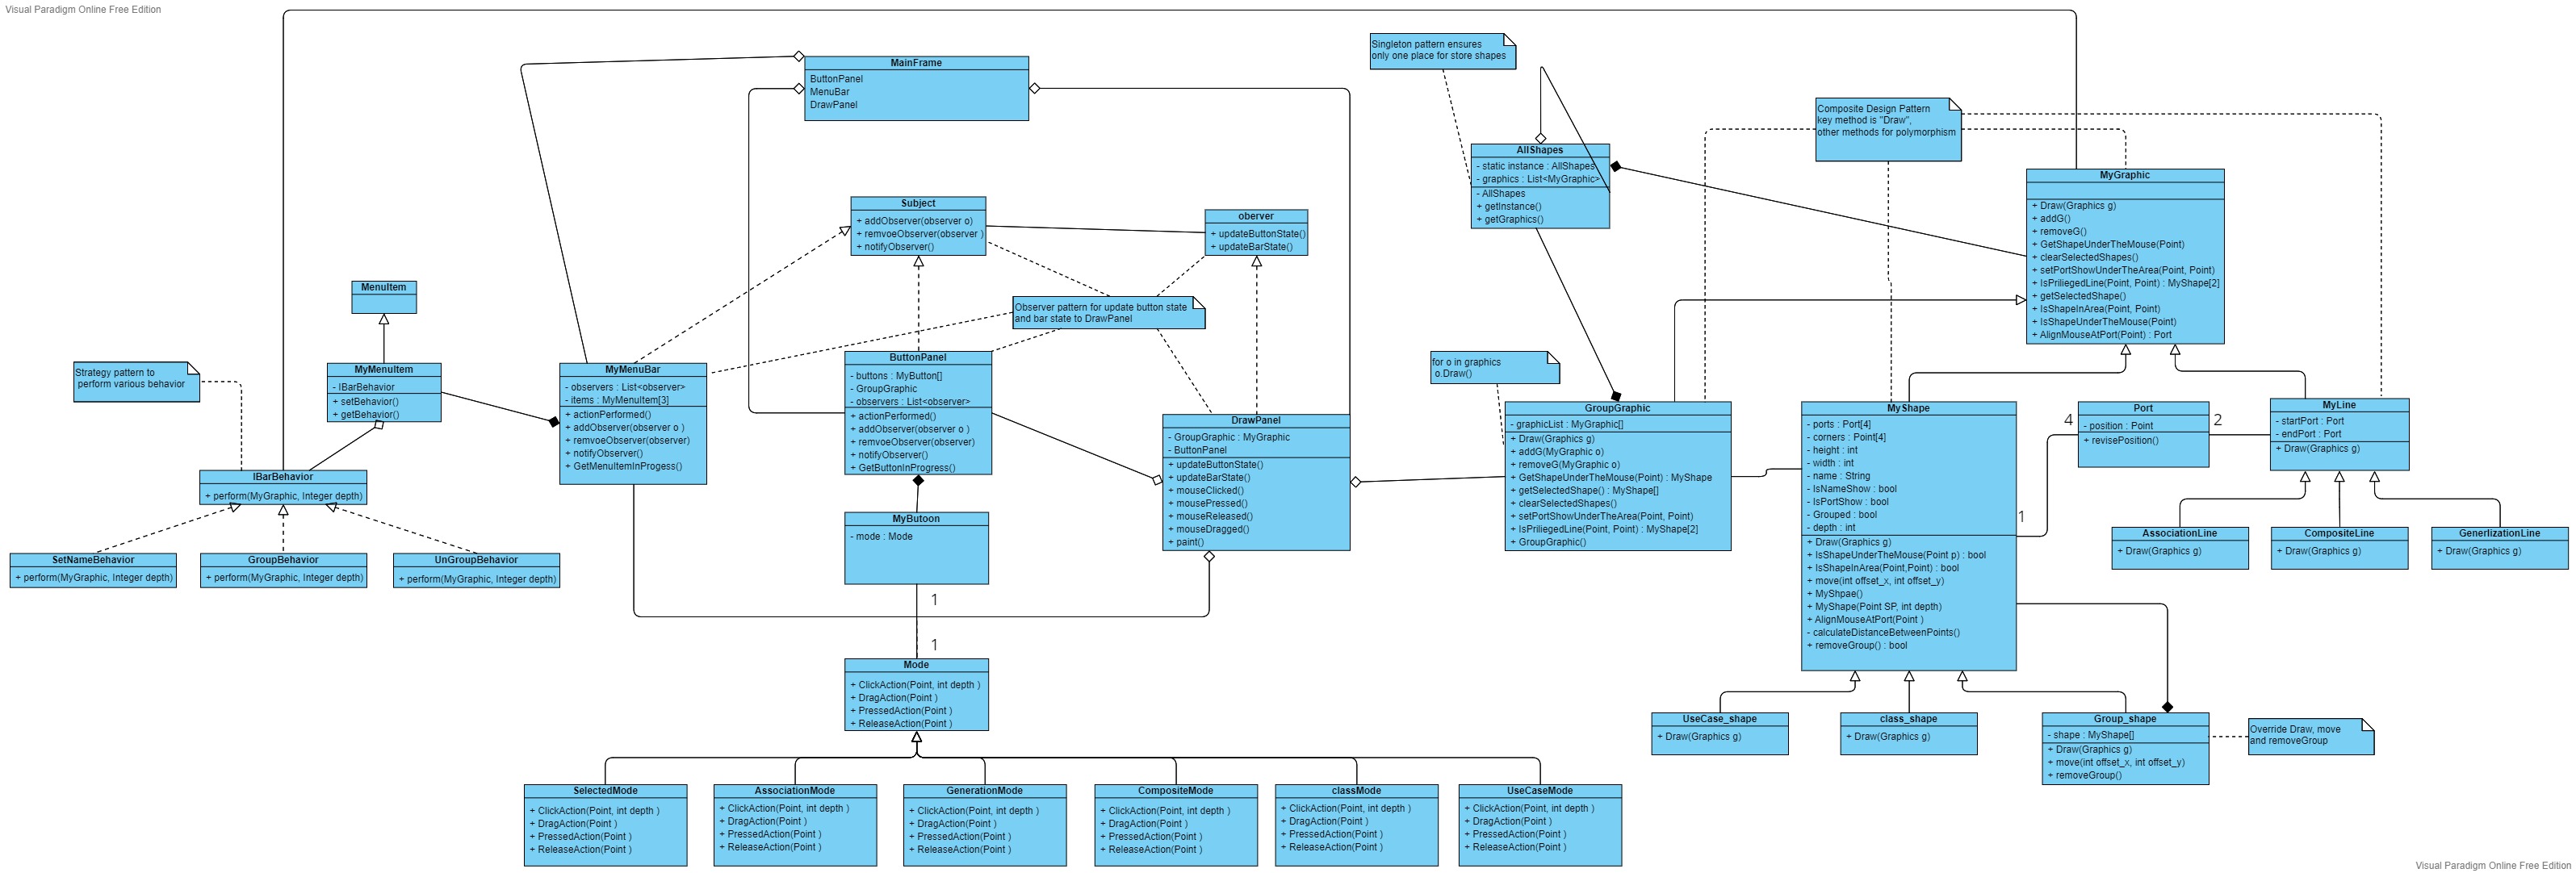 Visual Paradigm Online Free Edition
MainFrame
ButtonPanel
MenuBar
DrawPanel
Singleton pattern ensures
only one place for store shapes
Composite Design Pattern
key method is "Draw",
other methods for polymorphism
AllShapes
- static instance : AllShapes
- graphics : List<MyGraphic>
- AllShapes
+ getInstance()
+ getGraphics()
MyGraphic
+ Draw(Graphics g)
+ addG()
+ removeG()
+ GetShapeUnderTheMouse(Point)
+ clearSelectedShapes()
+ setPortShowUnderTheArea(Point, Point)
+ IsPriliegedLine(Point, Point) : MyShape[2]
+ getSelectedShape()
+ IsShapeInArea(Point, Point)
+ IsShapeUnderTheMouse(Point)
+ AlignMouseAtPort(Point) : Port
Subject
+ addObserver(observer o)
+ remvoeObserver(observer )
+ notifyObserver()
oberver
+ updateButtonState()
+ updateBarState()
MenuItem
Observer pattern for update button state
and bar state to DrawPanel
Strategy pattern to
perform various behavior
MyMenuItem
- IBarBehavior
+ setBehavior()
+ getBehavior()
MyMenuBar
- observers : List<observer>
- items : MyMenuItem[3]
+ actionPerformed()
+ addObserver(observer o )
+ remvoeObserver(observer)
+ notifyObserver()
+ GetMenuItemInProgess()
ButtonPanel
- buttons : MyButton[]
- GroupGraphic
- observers : List<observer>
+ actionPerformed()
+ addObserver(observer o )
+ remvoeObserver(observer)
+ notifyObserver()
+ GetButtonInProgress()
DrawPanel
- GroupGraphic : MyGraphic
- ButtonPanel
+ updateButtonState()
+ updateBarState()
+ mouseClicked()
+ mousePressed()
+ mouseReleased()
+ mouseDragged()
+ paint()
for o in graphics
o.Draw()
GroupGraphic
- graphicList : MyGraphic[]
+ Draw(Graphics g)
+ addG(MyGraphic o)
+ removeG(MyGraphic o)
+ GetShapeUnderTheMouse(Point) : MyShape
+ getSelectedShape() : MyShape[]
+ clearSelectedShapes()
+ setPortShowUnderTheArea(Point, Point)
+ IsPriliegedLine(Point, Point) : MyShape[2]
+ GroupGraphic()
MyShape
- ports : Port[4]
- corners : Point[4]
- height : int
- width : int
- name : String
- IsNameShow : bool
- IsPortShow : bool
- Grouped : bool
- depth : int
+ Draw(Graphics g)
+ IsShapeUnderTheMouse(Point p) : bool
+ IsShapeInArea(Point,Point) : bool
+ move(int offset_x, int offset_y)
+ MyShpae()
+ MyShape(Point SP, int depth)
+ AlignMouseAtPort(Point )
- calculateDistanceBetweenPoints()
+ removeGroup() : bool
4
1
Port
- position : Point
+ revisePosition()
2
MyLine
- startPort : Port
- endPort : Port
+ Draw(Graphics g)
AssociationLine
+ Draw(Graphics g)
CompositeLine
+ Draw(Graphics g)
GenerlizationLine
+ Draw(Graphics g)
IBarBehavior
+ perform(MyGraphic, Integer depth)
SetNameBehavior
+ perform(MyGraphic, Integer depth)
GroupBehavior
+ perform(MyGraphic, Integer depth)
UnGroupBehavior
+ perform(MyGraphic, Integer depth)
MyButoon
- mode : Mode
1
1
Mode
+ ClickAction(Point, int depth )
+ DragAction(Point )
+ PressedAction(Point )
+ ReleaseAction(Point )
UseCase_shape
+ Draw(Graphics g)
class_shape
+ Draw(Graphics g)
Group_shape
- shape : MyShape[]
+ Draw(Graphics g)
+ move(int offset_x, int offset_y)
+ removeGroup()
Override Draw, move
and removeGroup
SelectedMode
+ ClickAction(Point, int depth )
+ DragAction(Point )
+ PressedAction(Point )
+ ReleaseAction(Point )
AssociationMode
+ ClickAction(Point, int depth )
+ DragAction(Point )
+ PressedAction(Point )
+ ReleaseAction(Point )
GenerationMode
+ ClickAction(Point, int depth )
+ DragAction(Point )
+ PressedAction(Point )
+ ReleaseAction(Point )
CompositeMode
+ ClickAction(Point, int depth )
+ DragAction(Point )
+ PressedAction(Point )
+ ReleaseAction(Point )
classMode
+ ClickAction(Point, int depth )
+ DragAction(Point )
+ PressedAction(Point )
+ ReleaseAction(Point )
UseCaseMode
+ ClickAction(Point, int depth )
+ DragAction(Point )
+ PressedAction(Point )
+ ReleaseAction(Point )
Visual Paradigm Online Free Edition